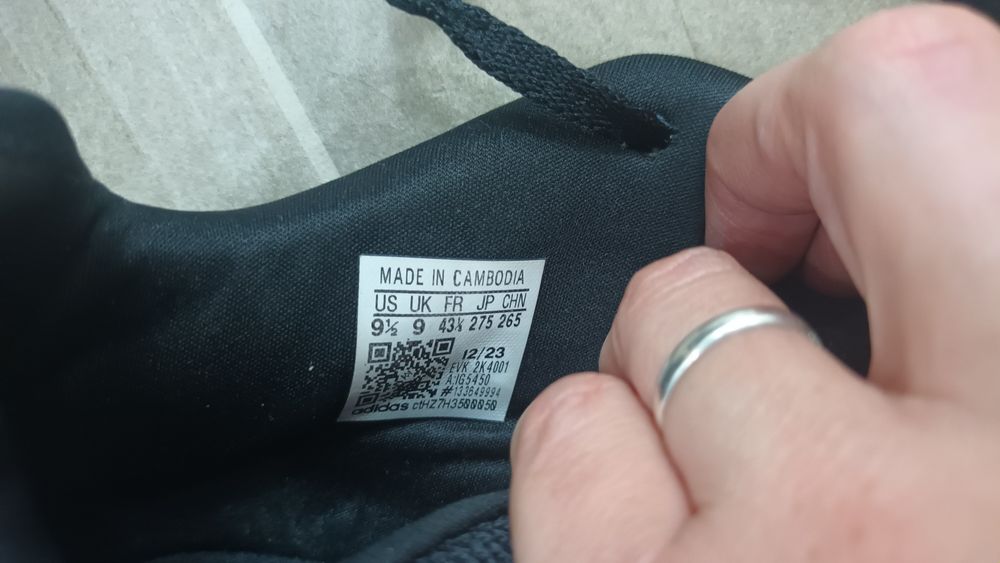 MADE IN CAMBODIA
US UK FR JP CHN
9½ 9 43⅓ 275 265
12/23
EVK 2K4001
A:IG5450
#133649994
adidas ctHZ7H3500050